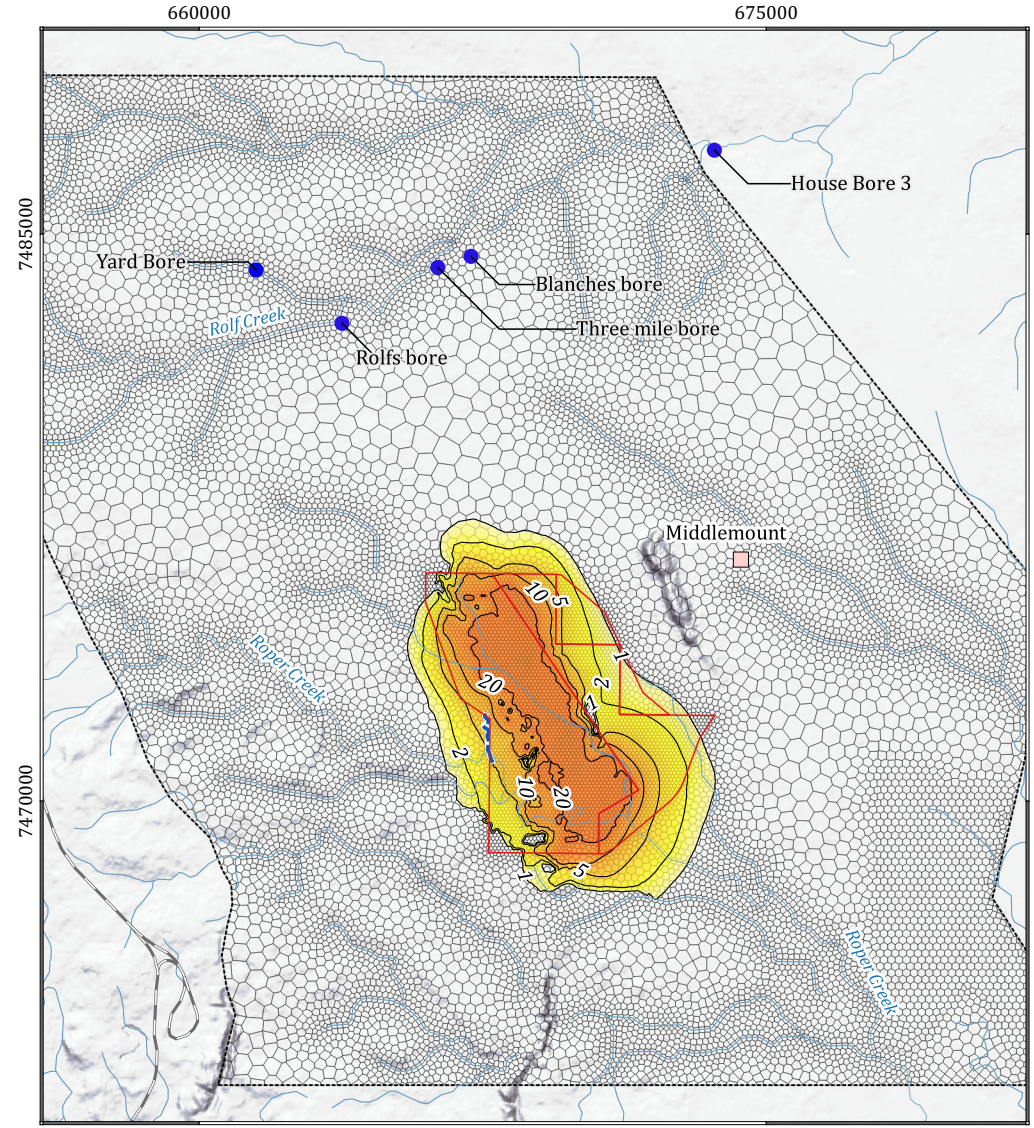 660000
675000
7485000
7470000
House Bore 3
Yard Bore
Blanches bore
Rolf Creek
Three mile bore
Rolfs bore
Middlemount
10
5
Roper Creek
1
20
2
1
2
10
20
5
1
Roper Creek